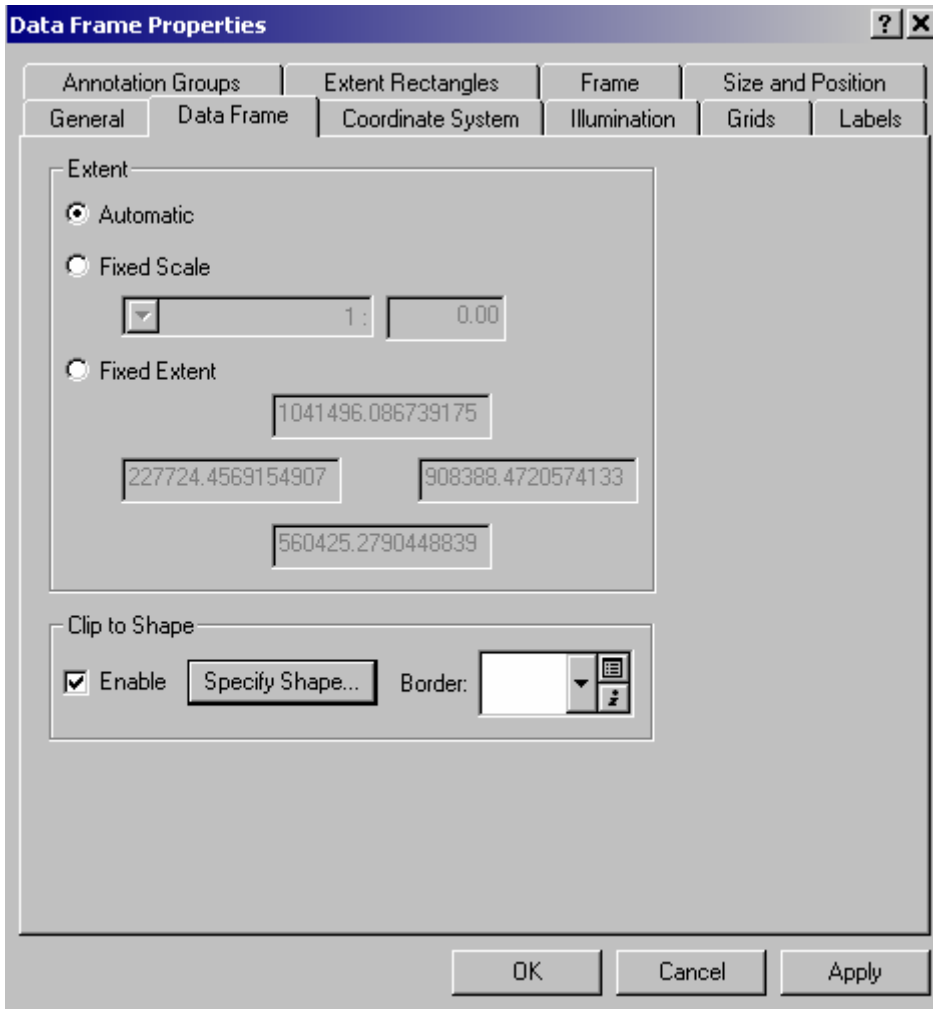 Data Frame Properties
Annotation Groups Extent Rectangles Frame Size and Position
General Data Frame Coordinate System Illumination Grids Labels
Extent
Automatic
Fixed Scale
1 : 0.00
Fixed Extent
1041496.086739175
227724.4569154907 908388.4720574133
560425.2790448839
Clip to Shape
Enable Specify Shape... Border:
OK Cancel Apply